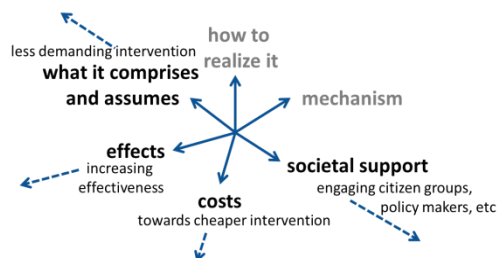 how to
realize it
less demanding intervention
what it comprises
and assumes
mechanism
effects
increasing
effectiveness
societal support
engaging citizen groups,
policy makers, etc
costs
towards cheaper intervention